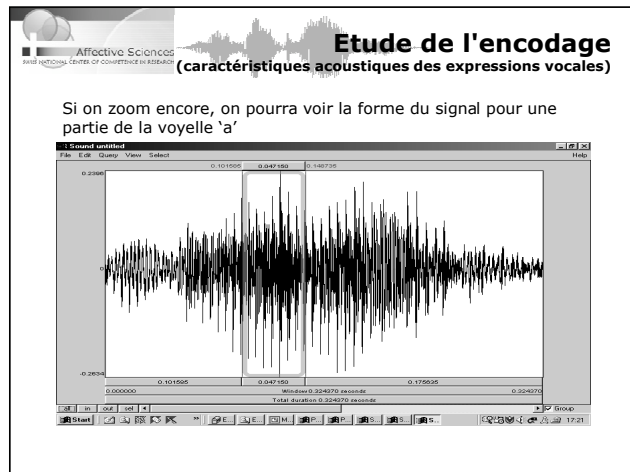 Affective Sciences
SWISS NATIONAL CENTER OF COMPETENCE IN RESEARCH
Etude de l'encodage
(caractéristiques acoustiques des expressions vocales)
Si on zoom encore, on pourra voir la forme du signal pour une
partie de la voyelle ‘a’
Sound untitled
File Edit Query View Select Help
0.101595 0.047150 0.148735
0.2386
0
-0.2634
0.101595 0.047150 0.175635
0.000000 Window 0.324370 seconds 0.324370
Total duration 0.324370 seconds
all in out sel Group
Start E... E... M... P... P... S... S... S... 17:21